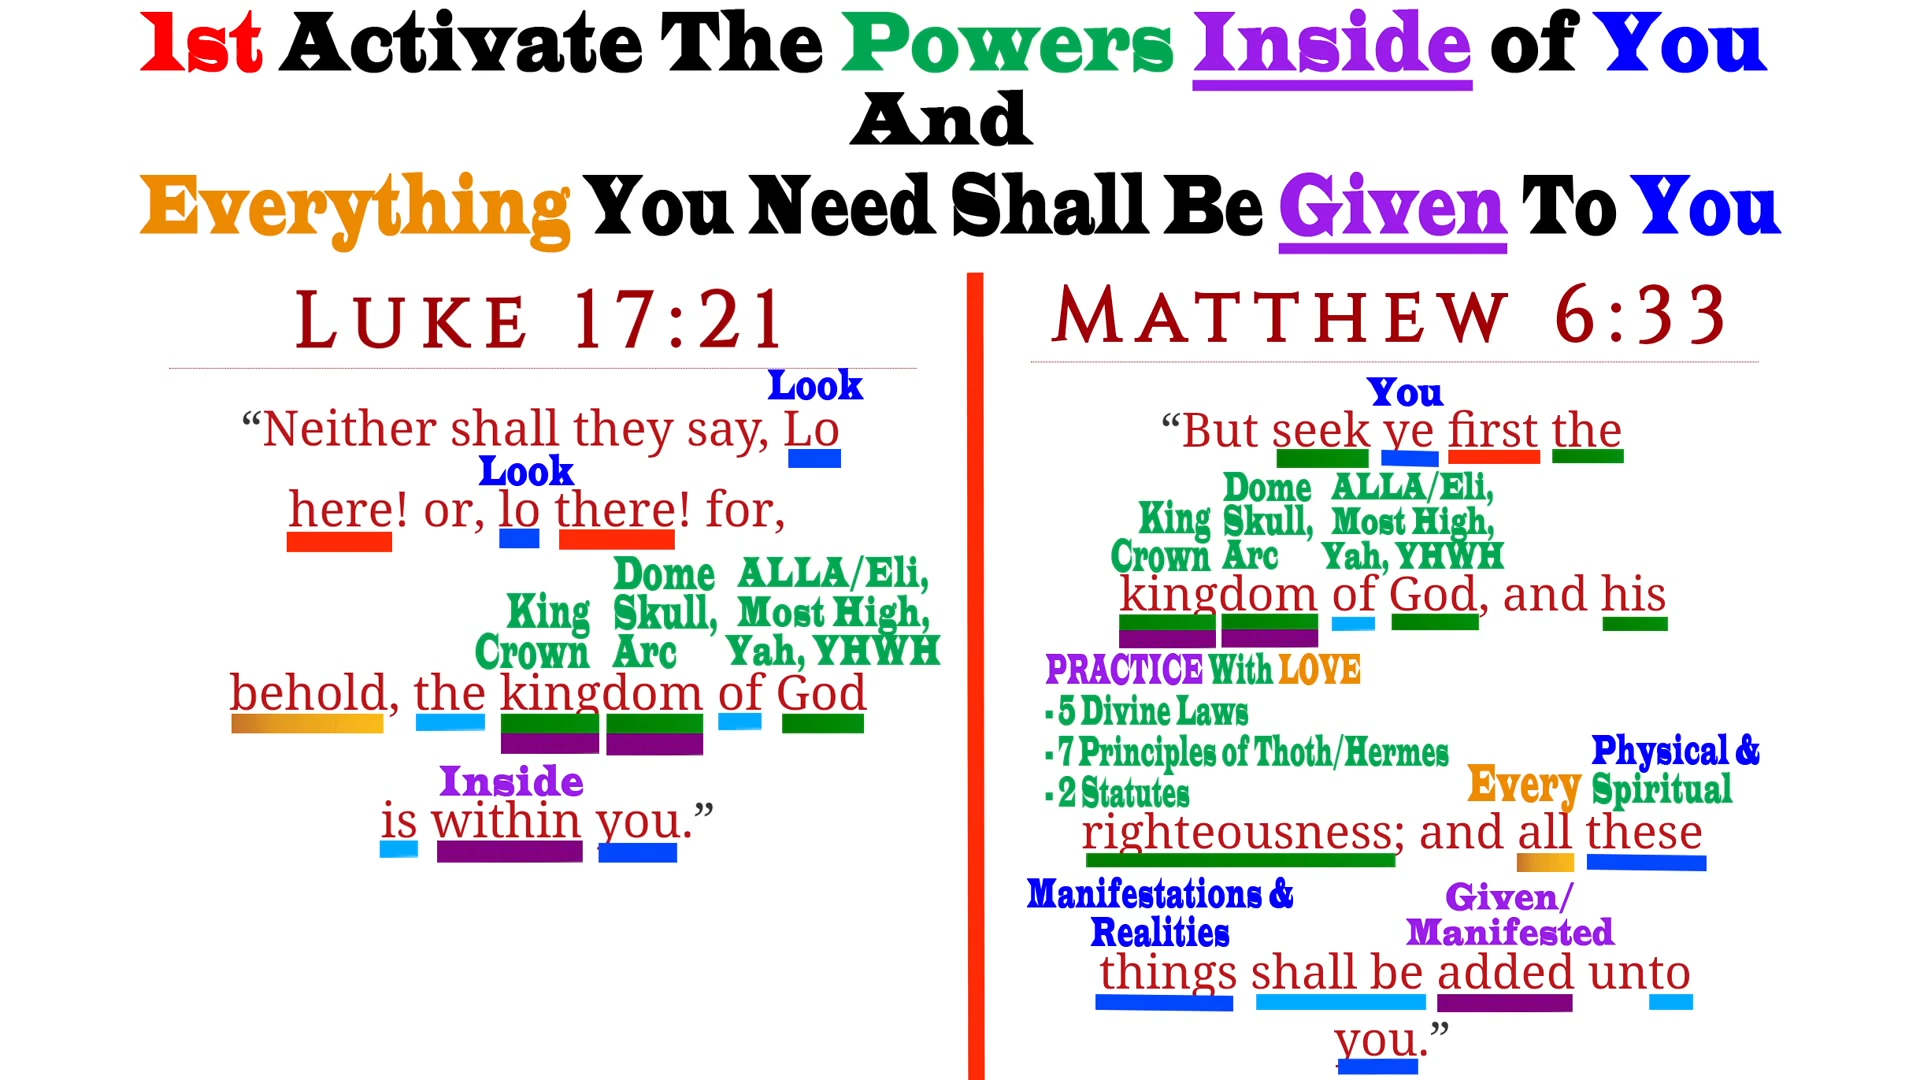 1st Activate The Powers Inside of You
And
Everything You Need Shall Be Given To You
LUKE 17:21
Look
“Neither shall they say, Lo
Look
here! or, lo there! for,
Dome ALLA/Eli,
King Skull, Most High,
Crown Arc Yah, YHWH
behold, the kingdom of God
Inside
is within you.”
MATTHEW 6:33
You
“But seek ye first the
Dome ALLA/Eli,
King Skull, Most High,
Crown Arc Yah, YHWH
kingdom of God, and his
PRACTICE With LOVE
- 5 Divine Laws
- 7 Principles of Thoth/Hermes
- 2 Statutes
Every Physical &
Spiritual
righteousness; and all these
Manifestations &
Realities
Given/
Manifested
things shall be added unto
you.”